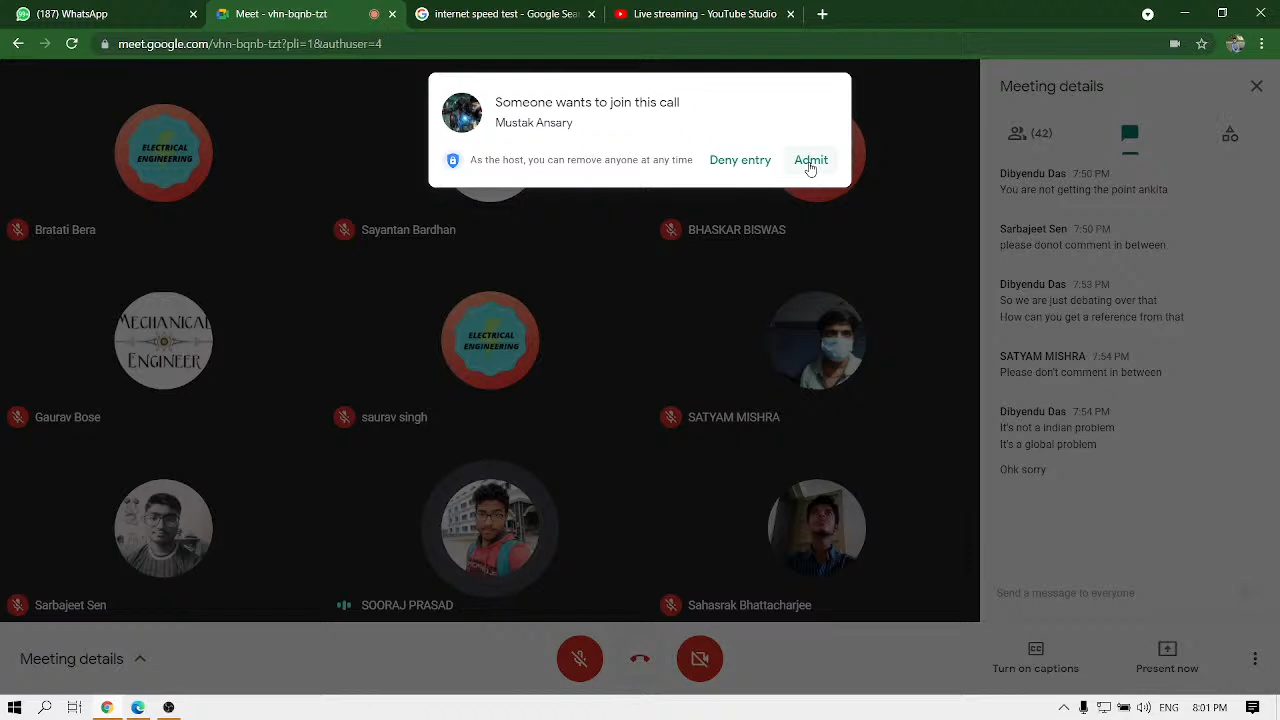 (187) WhatsApp
Meet - vhn-bqnb-tzt
internet speed test - Google Sea
Live streaming - YouTube Studio
meet.google.com/vhn-bqnb-tzt?pli=1&authuser=4
Someone wants to join this call
Mustak Ansary
As the host, you can remove anyone at any time
Deny entry
Admit
Meeting details
(42)
ELECTRICAL
ENGINEERING
Bratati Bera
Sayantan Bardhan
BHASKAR BISWAS
MECHANICAL
ENGINEER
Gaurav Bose
ELECTRICAL
ENGINEERING
saurav singh
SATYAM MISHRA
Sarbajeet Sen
SOORAJ PRASAD
Sahasrak Bhattacharjee
Dibyendu Das 7:50 PM
You are not getting the point ankita
Sarbajeet Sen 7:50 PM
please donot comment in between
Dibyendu Das 7:53 PM
So we are just debating over that
How can you get a reference from that
SATYAM MISHRA 7:54 PM
Please don't comment in between
Dibyendu Das 7:54 PM
It's not a indian problem
It's a global problem
Ohk sorry
Send a message to everyone
Meeting details
Turn on captions
Present now
8:01 PM